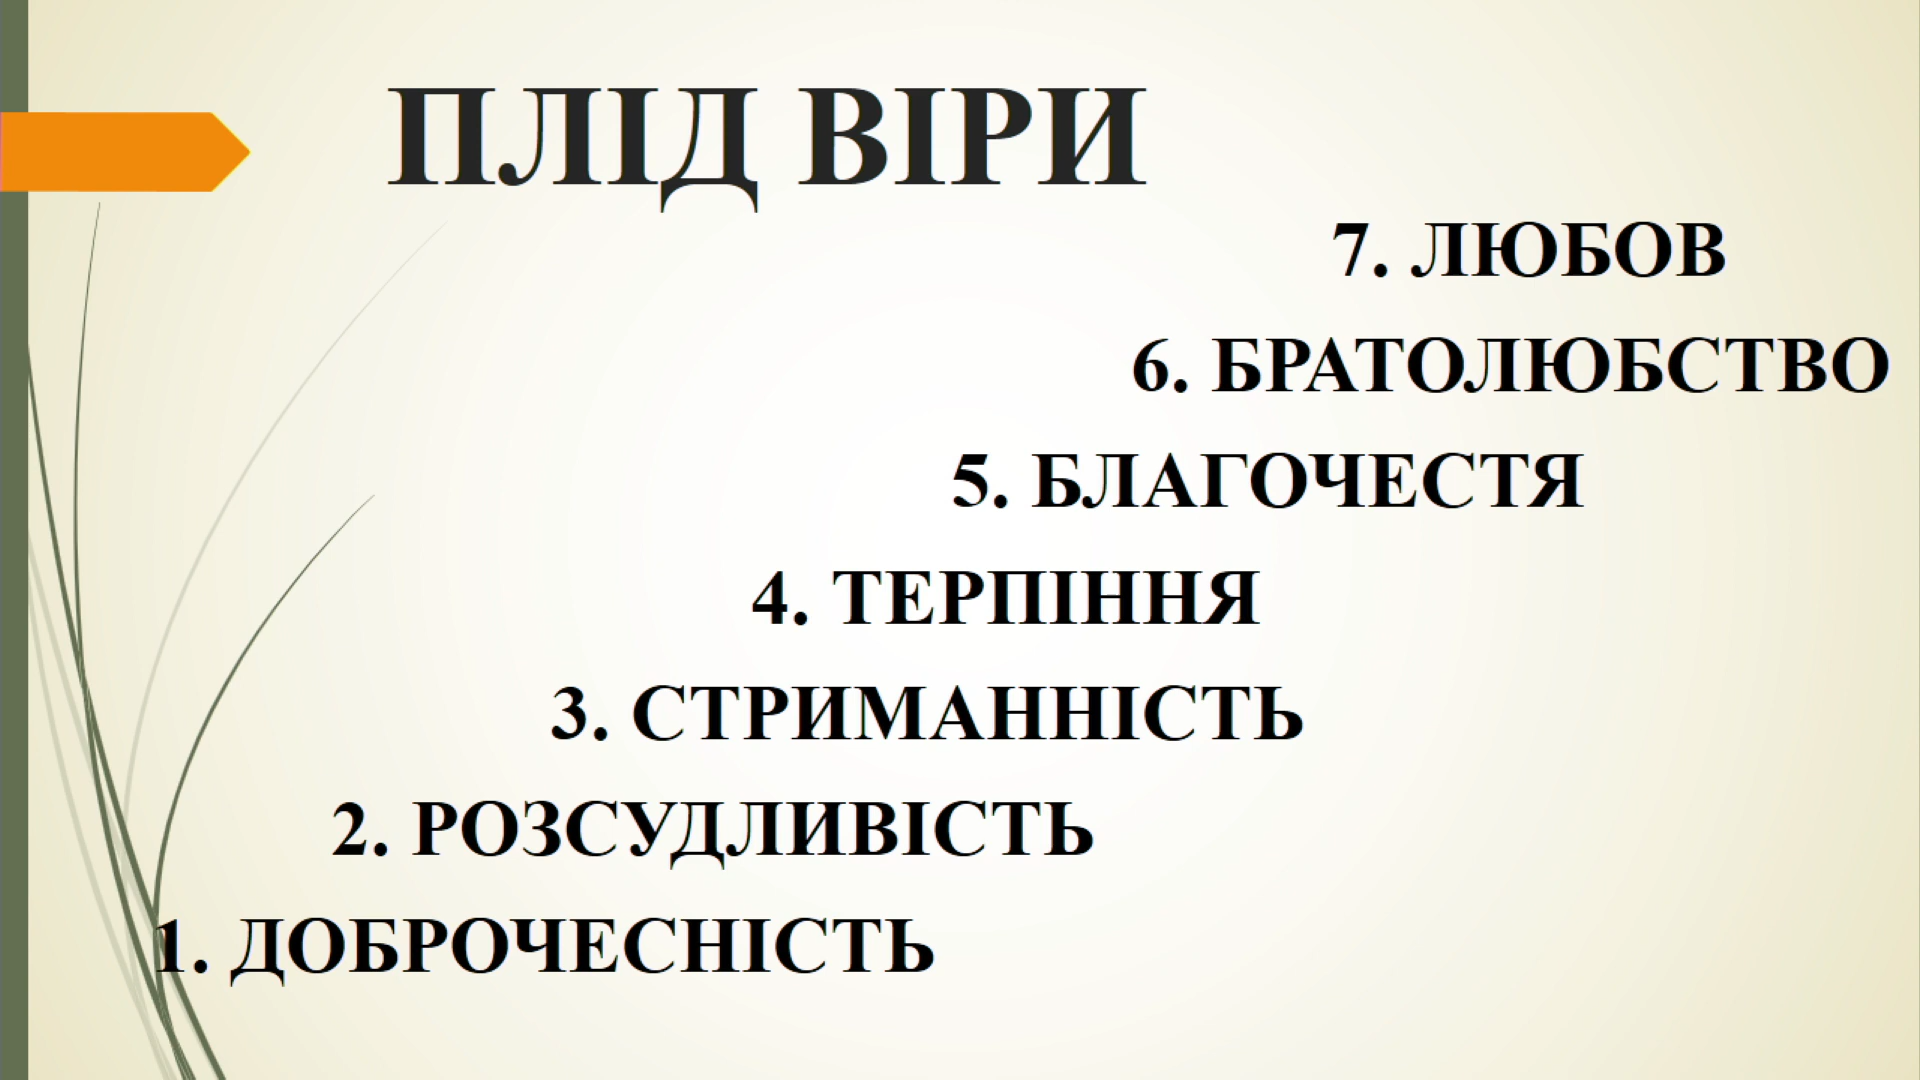 ПЛІД ВІРИ
7. ЛЮБОВ
6. БРАТОЛЮБСТВО
5. БЛАГОЧЕСТЯ
4. ТЕРПІННЯ
3. СТРИМАННІСТЬ
2. РОЗСУДЛИВІСТЬ
1. ДОБРОЧЕСНІСТЬ